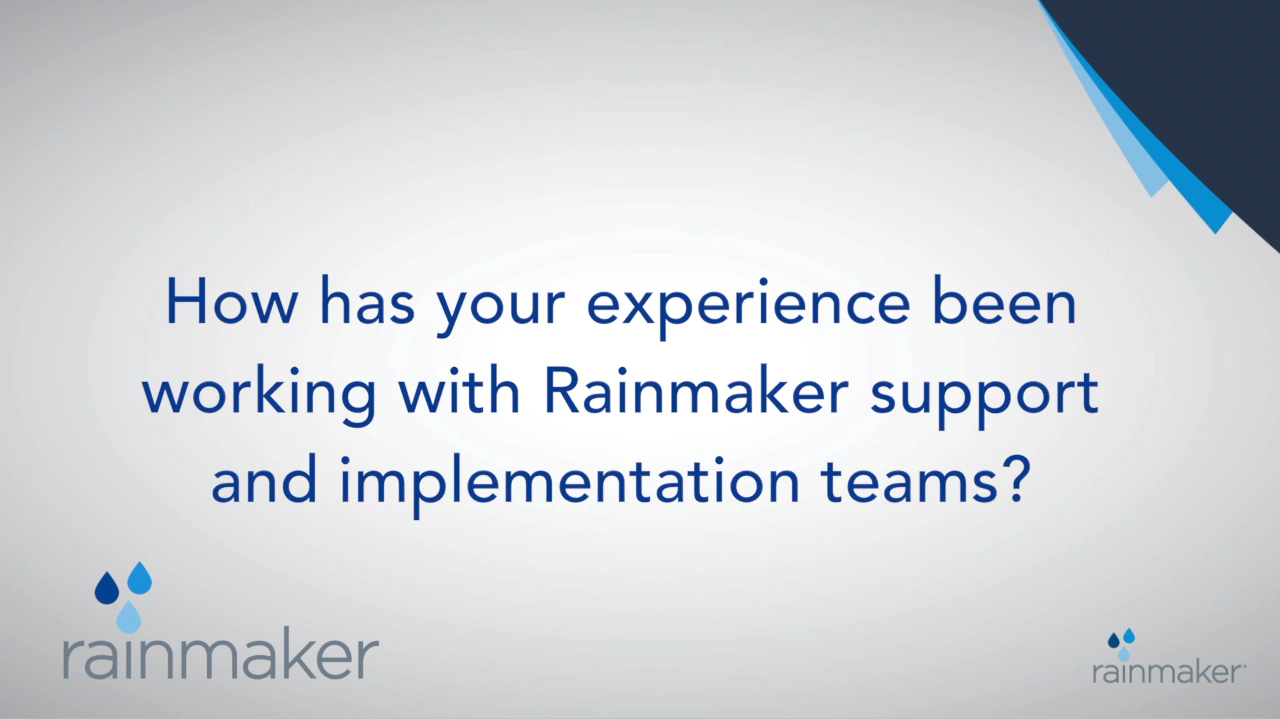 How has your experience been
working with Rainmaker support
and implementation teams?
rainmaker
rainmaker